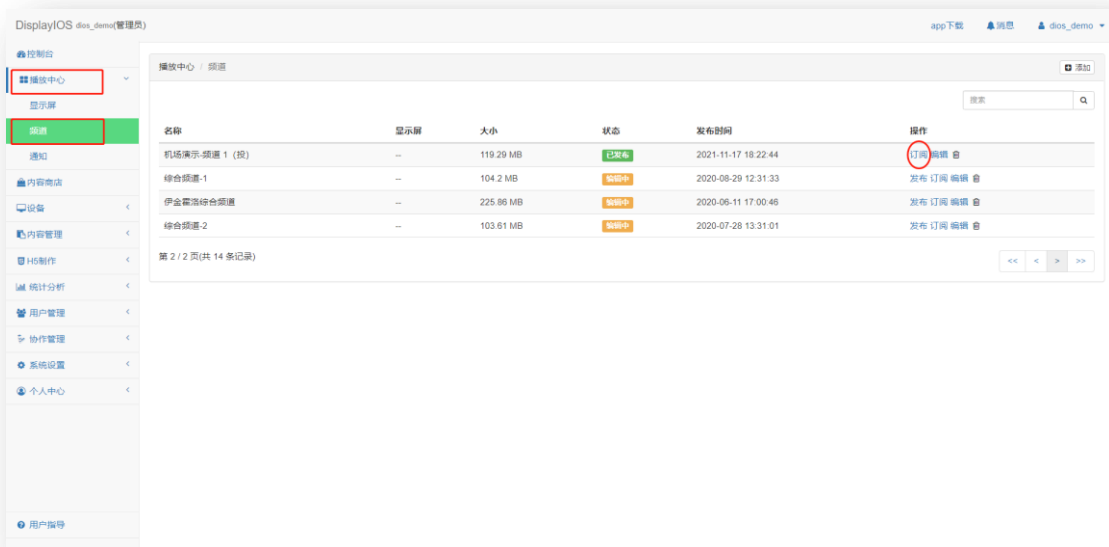 DisplayIOS dios_demo(管理员)
app下载 消息 dios_demo
控制台
播放中心
显示屏
频道
通知
内容商店
设备
内容管理
H5制作
统计分析
用户管理
协作管理
系统设置
个人中心
用户指导
播放中心 / 频道
添加
搜索
名称 显示屏 大小 状态 发布时间 操作
机场演示-频道 1 (投) -- 119.29 MB 已发布 2021-11-17 18:22:44 订阅 编辑
综合频道-1 -- 104.2 MB 编辑中 2020-08-29 12:31:33 发布 订阅 编辑
伊金霍洛综合频道 -- 225.86 MB 编辑中 2020-06-11 17:00:46 发布 订阅 编辑
综合频道-2 -- 103.61 MB 编辑中 2020-07-28 13:31:01 发布 订阅 编辑
第 2 / 2 页(共 14 条记录)
<< < > >>